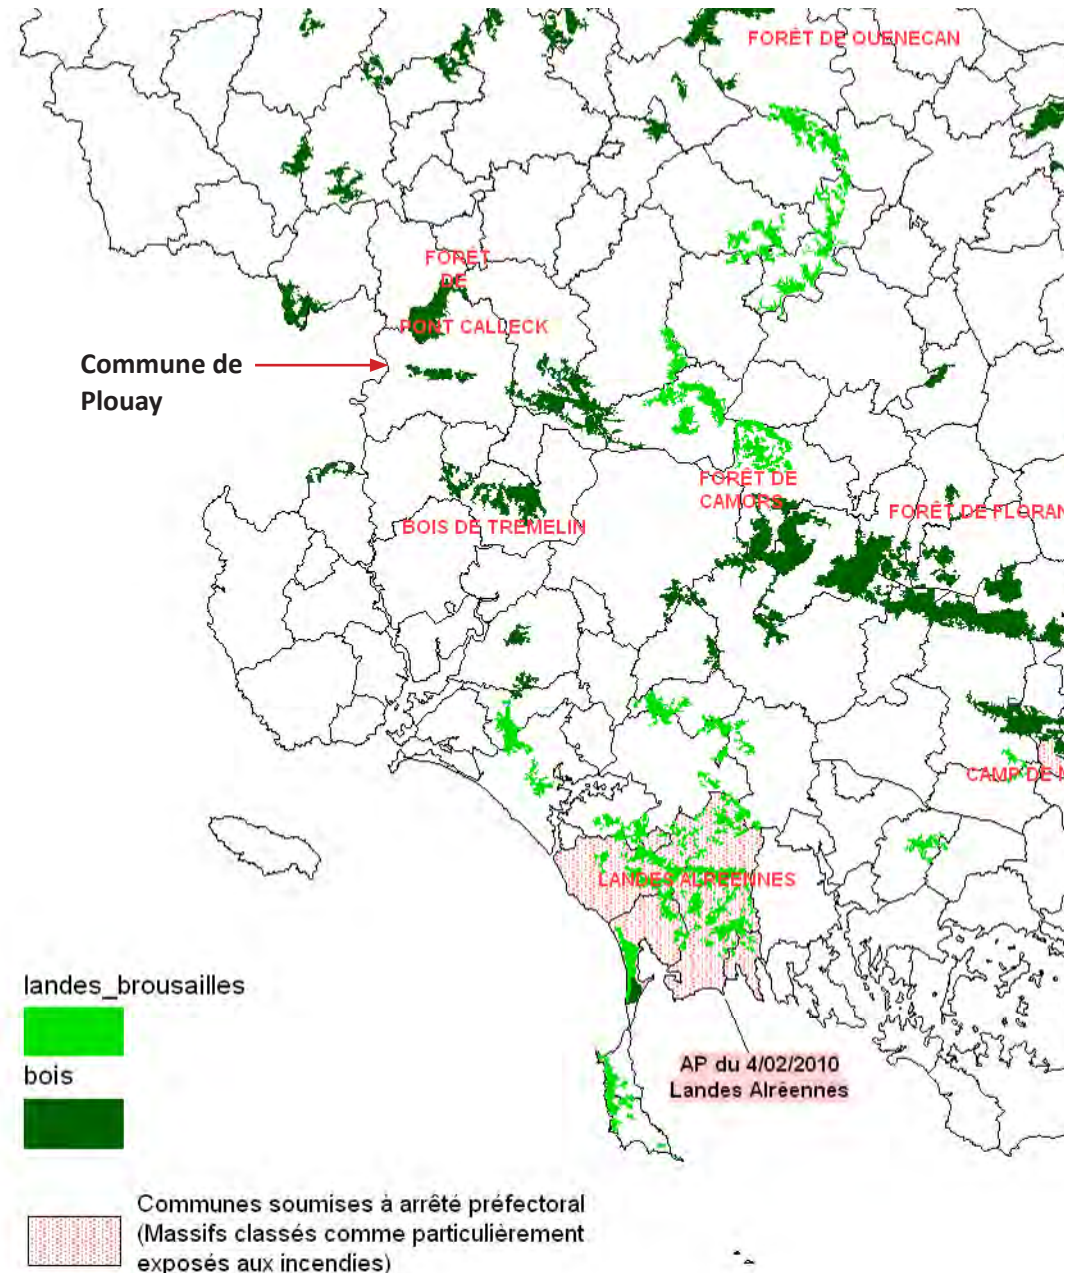 FORÊT DE QUENECAN
FORÊT
DE
PONT CALLECK
Commune de
Plouay
FORÊT DE
CAMORS
FORÊT DE FLORAN
BOIS DE TREMELIN
CAMP DE
LANDES ALREENNES
landes_brousailles
bois
AP du 4/02/2010
Landes Alréennes
Communes soumises à arrêté préfectoral
(Massifs classés comme particulièrement
exposés aux incendies)